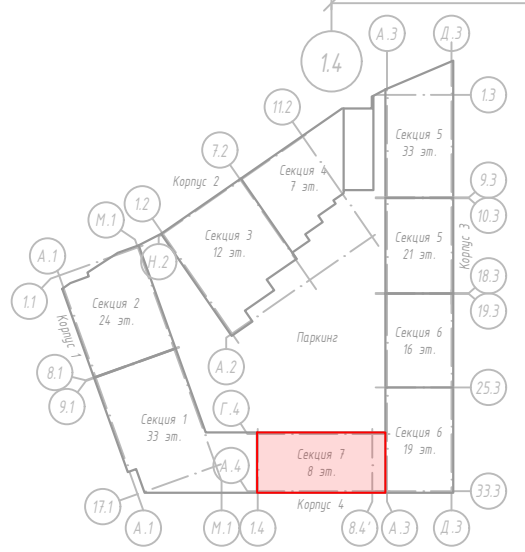 1.4
А.3
Д.3
1.3
11.2
7.2
Секция 5
33 эт.
Секция 4
7 эт.
Корпус 2
9.3
10.3
М.1
1.2
Секция 3
12 эт.
Секция 5
21 эт.
Корпус 3
А.1
Н.2
1.1
18.3
19.3
Секция 2
24 эт.
Корпус 1
Паркинг
Секция 6
16 эт.
8.1
А.2
9.1
25.3
Г.4
Секция 1
33 эт.
Секция 6
19 эт.
А.4
Секция 7
8 эт.
33.3
17.1
Корпус 4
А.1
М.1
1.4
8.4'
А.3
Д.3